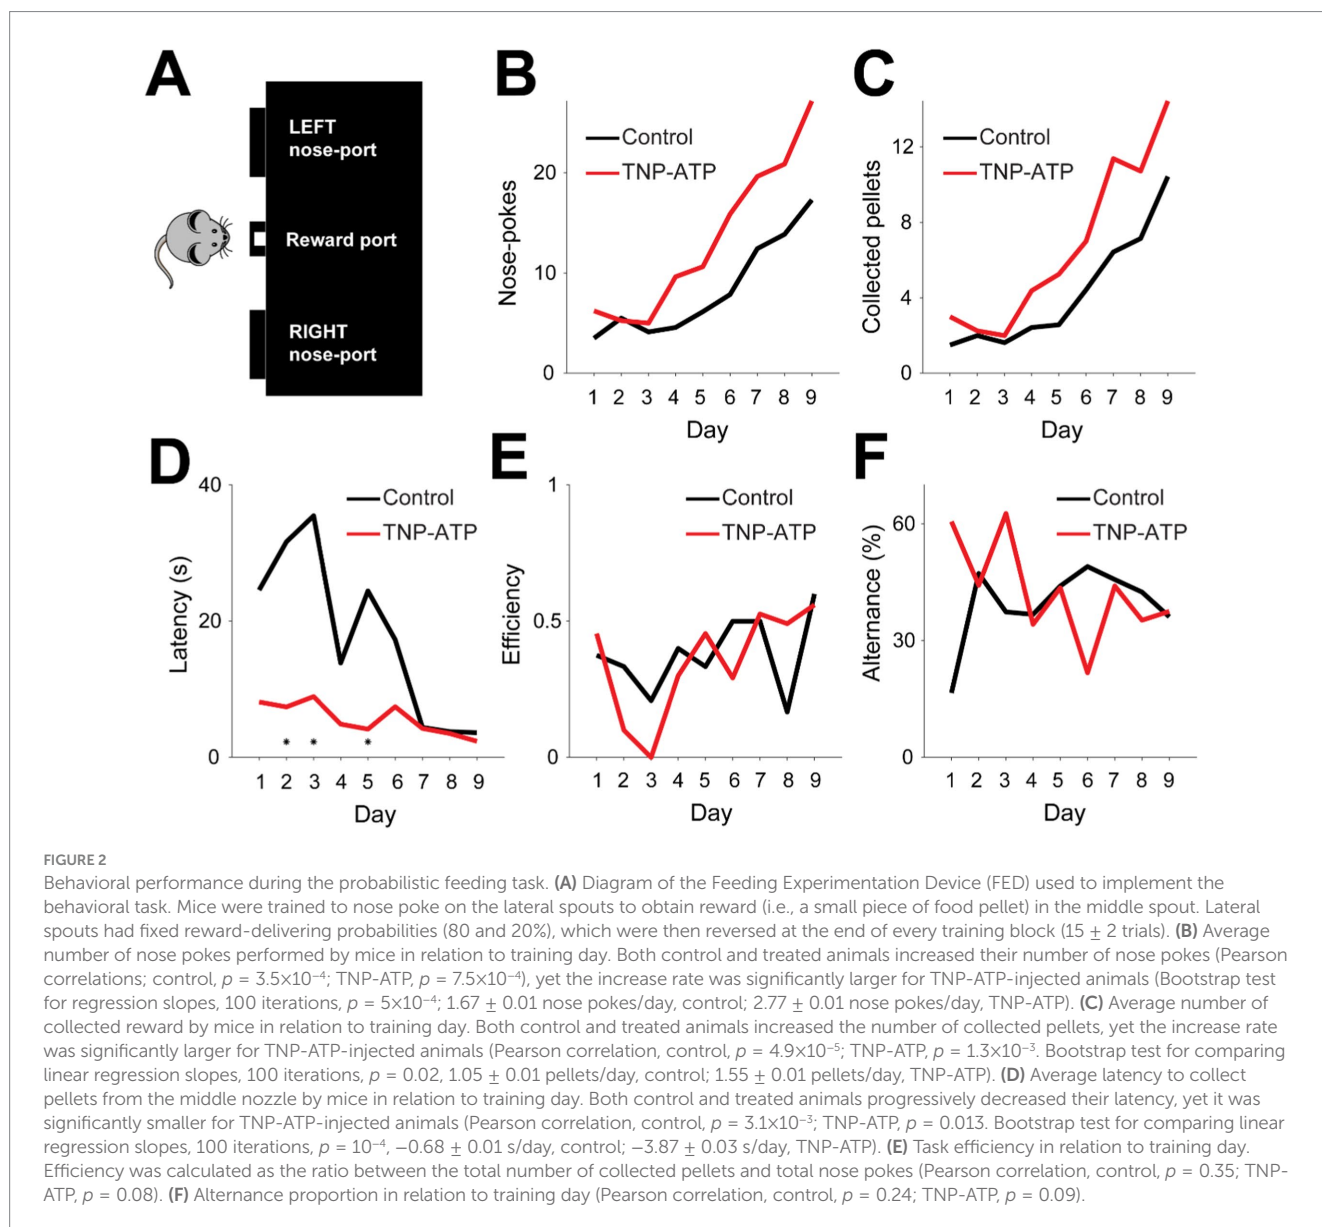 A
LEFT
nose-port
Reward port
RIGHT
nose-port
B
Control
TNP-ATP
Nose-pokes
20
10
0
1 2 3 4 5 6 7 8 9
Day
C
Control
TNP-ATP
Collected pellets
12
8
4
0
1 2 3 4 5 6 7 8 9
Day
D
Control
TNP-ATP
Latency (s)
40
20
0
* * *
1 2 3 4 5 6 7 8 9
Day
E
Control
TNP-ATP
Efficiency
1
0.5
0
1 2 3 4 5 6 7 8 9
Day
F
Control
TNP-ATP
Alternance (%)
60
30
0
1 2 3 4 5 6 7 8 9
Day
FIGURE 2
Behavioral performance during the probabilistic feeding task. (A) Diagram of the Feeding Experimentation Device (FED) used to implement the
behavioral task. Mice were trained to nose poke on the lateral spouts to obtain reward (i.e., a small piece of food pellet) in the middle spout. Lateral
spouts had fixed reward-delivering probabilities (80 and 20%), which were then reversed at the end of every training block (15 ± 2 trials). (B) Average
number of nose pokes performed by mice in relation to training day. Both control and treated animals increased their number of nose pokes (Pearson
correlations; control, p = 3.5×10⁻⁴; TNP-ATP, p = 7.5×10⁻⁴), yet the increase rate was significantly larger for TNP-ATP-injected animals (Bootstrap test
for regression slopes, 100 iterations, p = 5×10⁻⁴; 1.67 ± 0.01 nose pokes/day, control; 2.77 ± 0.01 nose pokes/day, TNP-ATP). (C) Average number of
collected reward by mice in relation to training day. Both control and treated animals increased the number of collected pellets, yet the increase rate
was significantly larger for TNP-ATP-injected animals (Pearson correlation, control, p = 4.9×10⁻⁵; TNP-ATP, p = 1.3×10⁻³. Bootstrap test for comparing
linear regression slopes, 100 iterations, p = 0.02, 1.05 ± 0.01 pellets/day, control; 1.55 ± 0.01 pellets/day, TNP-ATP). (D) Average latency to collect
pellets from the middle nozzle by mice in relation to training day. Both control and treated animals progressively decreased their latency, yet it was
significantly smaller for TNP-ATP-injected animals (Pearson correlation, control, p = 3.1×10⁻³; TNP-ATP, p = 0.013. Bootstrap test for comparing linear
regression slopes, 100 iterations, p = 10⁻⁴, −0.68 ± 0.01 s/day, control; −3.87 ± 0.03 s/day, TNP-ATP). (E) Task efficiency in relation to training day.
Efficiency was calculated as the ratio between the total number of collected pellets and total nose pokes (Pearson correlation, control, p = 0.35; TNP-
ATP, p = 0.08). (F) Alternance proportion in relation to training day (Pearson correlation, control, p = 0.24; TNP-ATP, p = 0.09).